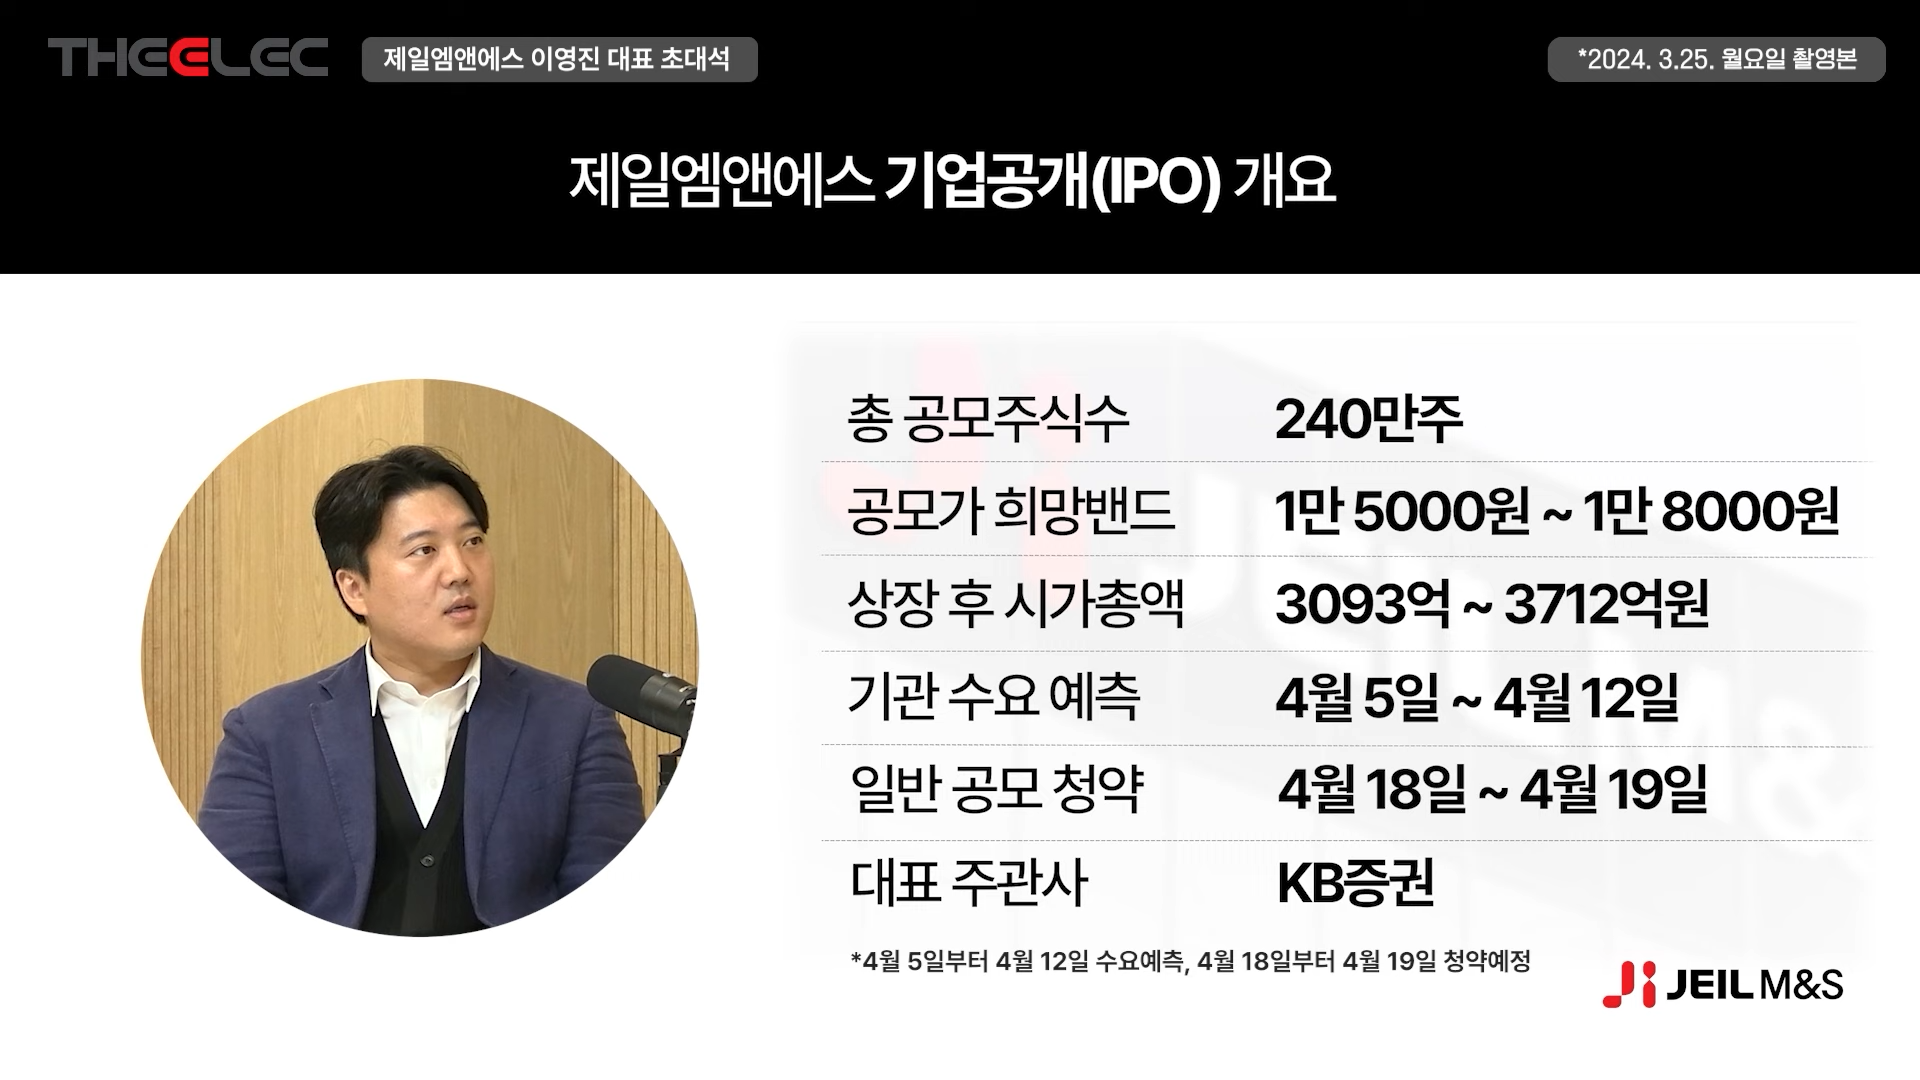 THEELEC
제일엠앤에스 이영진 대표 초대석
*2024. 3.25. 월요일 촬영본
제일엠앤에스 기업공개(IPO) 개요
총 공모주식수 240만주
공모가 희망밴드 1만 5000원 ~ 1만 8000원
상장 후 시가총액 3093억 ~ 3712억원
기관 수요 예측 4월 5일 ~ 4월 12일
일반 공모 청약 4월 18일 ~ 4월 19일
대표 주관사 KB증권
*4월 5일부터 4월 12일 수요예측, 4월 18일부터 4월 19일 청약예정
JEIL M&S